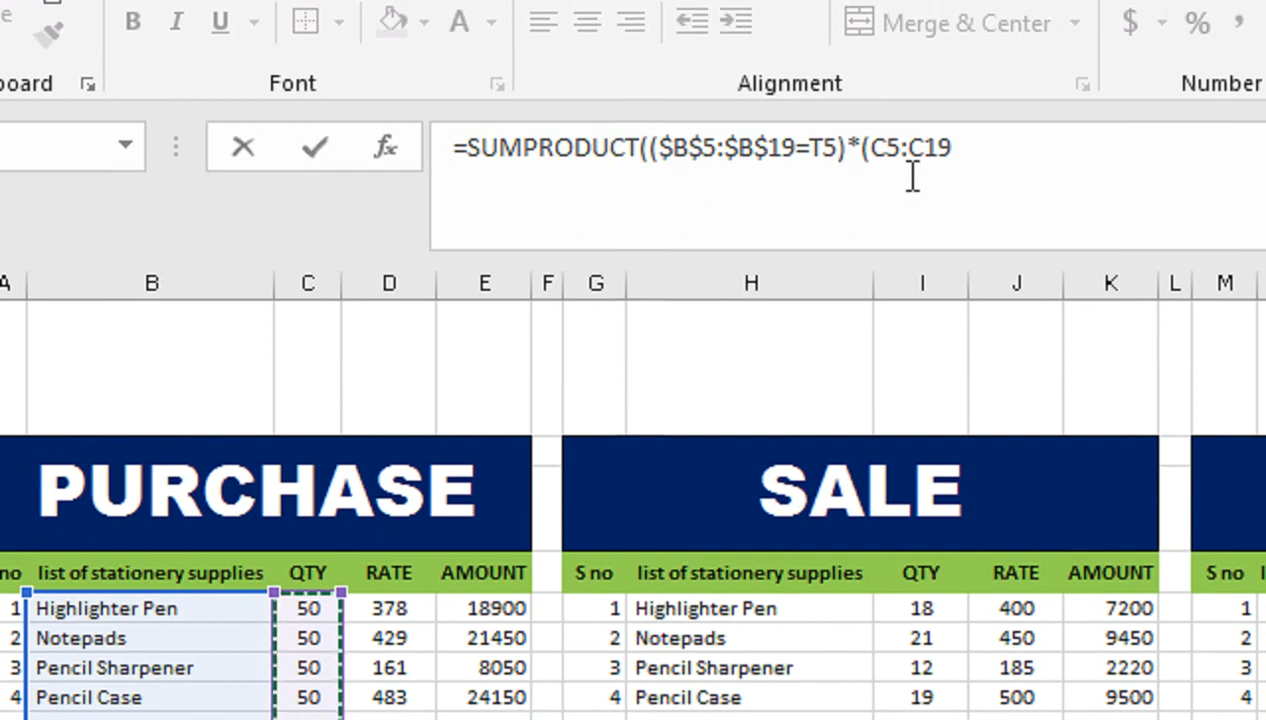 B I U A Merge & Center $ % ,
board Font Alignment Number
fx =SUMPRODUCT(($B$5:$B$19=T5)*(C5:C19
A B C D E F G H I J K L M
PURCHASE SALE
no list of stationery supplies QTY RATE AMOUNT S no list of stationery supplies QTY RATE AMOUNT S no
1 Highlighter Pen 50 378 18900 1 Highlighter Pen 18 400 7200 1
2 Notepads 50 429 21450 2 Notepads 21 450 9450 2
3 Pencil Sharpener 50 161 8050 3 Pencil Sharpener 12 185 2220 3
4 Pencil Case 50 483 24150 4 Pencil Case 19 500 9500 4